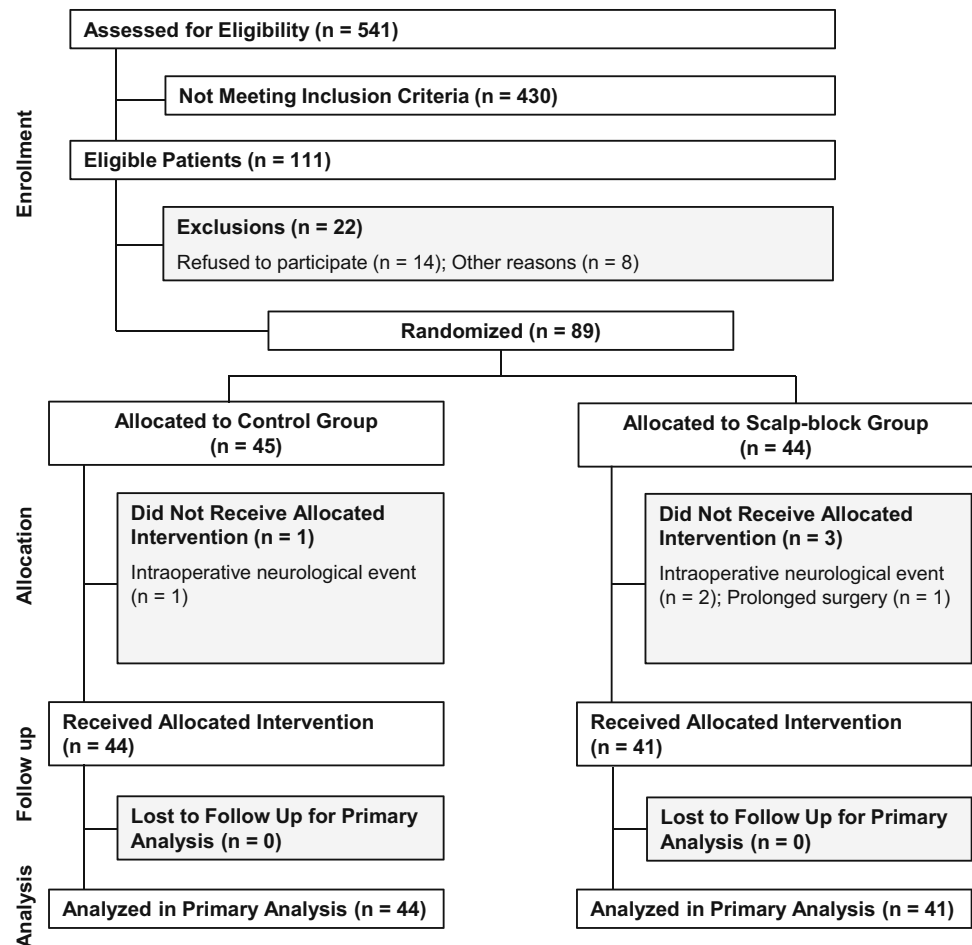 Enrollment
Assessed for Eligibility (n = 541)
Not Meeting Inclusion Criteria (n = 430)
Eligible Patients (n = 111)
Exclusions (n = 22)
Refused to participate (n = 14); Other reasons (n = 8)
Randomized (n = 89)
Allocation
Allocated to Control Group
(n = 45)
Did Not Receive Allocated
Intervention (n = 1)
Intraoperative neurological event
(n = 1)
Allocated to Scalp-block Group
(n = 44)
Did Not Receive Allocated
Intervention (n = 3)
Intraoperative neurological event
(n = 2); Prolonged surgery (n = 1)
Follow up
Received Allocated Intervention
(n = 44)
Lost to Follow Up for Primary
Analysis (n = 0)
Received Allocated Intervention
(n = 41)
Lost to Follow Up for Primary
Analysis (n = 0)
Analysis
Analyzed in Primary Analysis (n = 44)
Analyzed in Primary Analysis (n = 41)